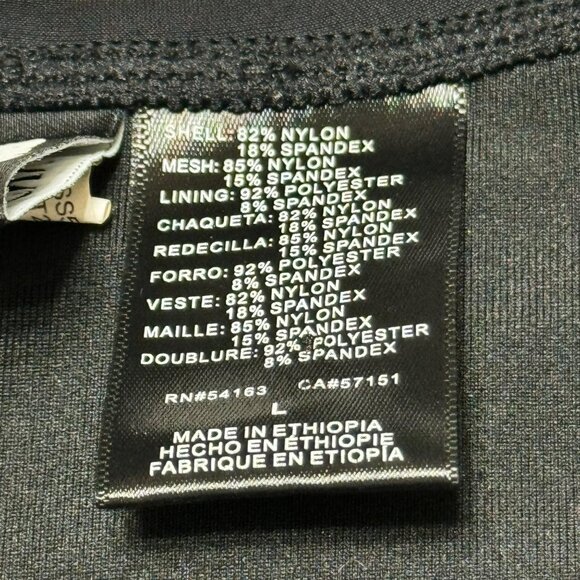 SHELL: 82% NYLON
18% SPANDEX
MESH: 85% NYLON
15% SPANDEX
LINING: 92% POLYESTER
8% SPANDEX
CHAQUETA: 82% NYLON
18% SPANDEX
REDECILLA: 85% NYLON
15% SPANDEX
FORRO: 92% POLYESTER
8% SPANDEX
VESTE: 82% NYLON
18% SPANDEX
MAILLE: 85% NYLON
15% SPANDEX
DOUBLURE: 92% POLYESTER
8% SPANDEX
RN#54163 CA#57151
L
MADE IN ETHIOPIA
HECHO EN ETHIOPIE
FABRIQUE EN ETIOPÍA